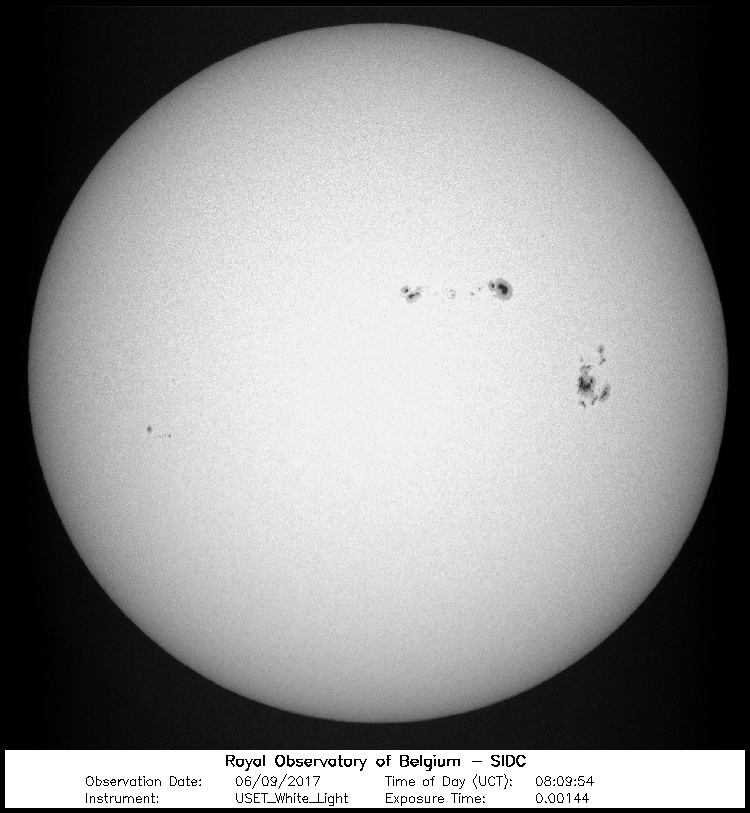 Royal Observatory of Belgium - SIDC
Observation Date: 06/09/2017 Time of Day (UCT): 08:09:54
Instrument: USET_White_Light Exposure Time: 0.00144